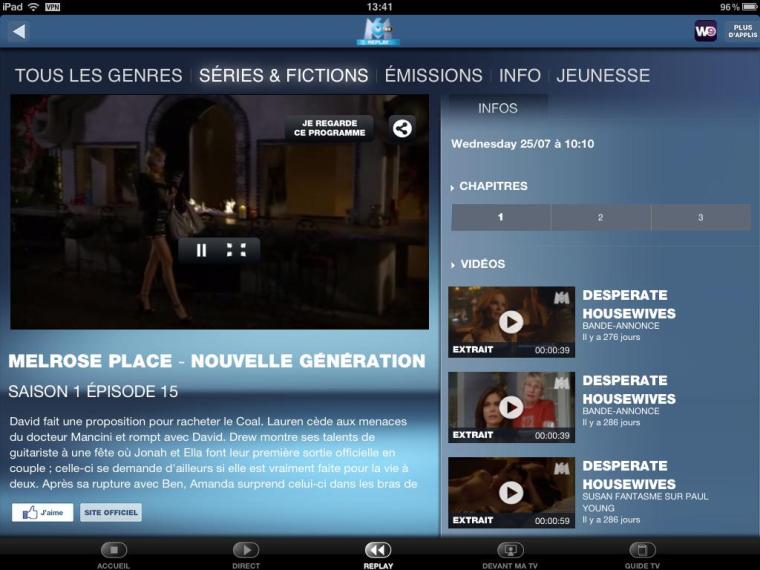 iPad VPN 13:41 96 %
M6 REPLAY W9 PLUS
D'APPLIS
TOUS LES GENRES SÉRIES & FICTIONS ÉMISSIONS INFO JEUNESSE
JE REGARDE
CE PROGRAMME
MELROSE PLACE - NOUVELLE GÉNÉRATION
SAISON 1 ÉPISODE 15
David fait une proposition pour racheter le Coal. Lauren cède aux menaces
du docteur Mancini et rompt avec David. Drew montre ses talents de
guitariste à une fête où Jonah et Ella font leur première sortie officielle en
couple ; celle-ci se demande d'ailleurs si elle est vraiment faite pour la vie à
deux. Après sa rupture avec Ben, Amanda surprend celui-ci dans les bras de
J'aime SITE OFFICIEL
INFOS
Wednesday 25/07 à 10:10
CHAPITRES
1 2 3
VIDÉOS
M6
EXTRAIT 00:00:39
DESPERATE
HOUSEWIVES
BANDE-ANNONCE
Il y a 276 jours
M6
EXTRAIT 00:00:39
DESPERATE
HOUSEWIVES
BANDE-ANNONCE
Il y a 286 jours
M6
EXTRAIT 00:00:59
DESPERATE
HOUSEWIVES
SUSAN FANTASME SUR PAUL
YOUNG
Il y a 286 jours
ACCUEIL DIRECT REPLAY DEVANT MA TV GUIDE TV